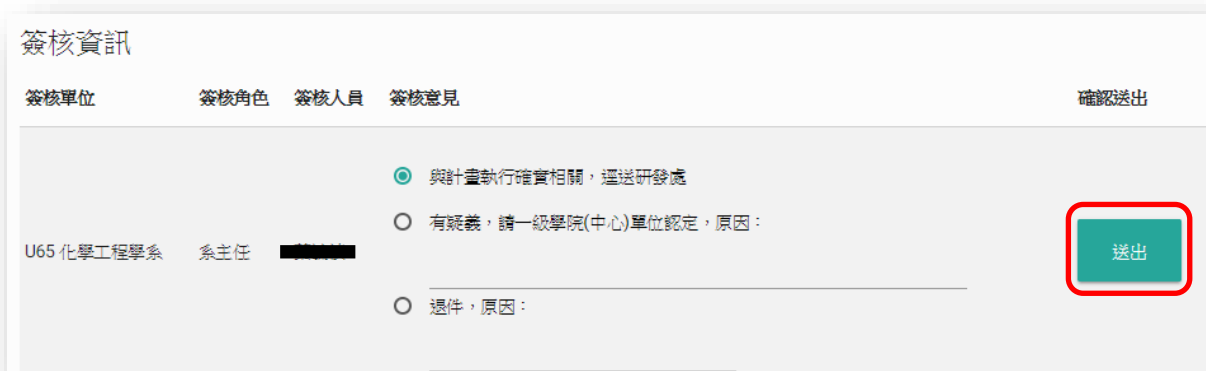 簽核資訊
簽核單位 簽核角色 簽核人員 簽核意見 確認送出
與計畫執行確實相關，逕送研發處
有疑義，請一級學院(中心)單位認定，原因：
U65 化學工程學系 系主任 送出
退件，原因：